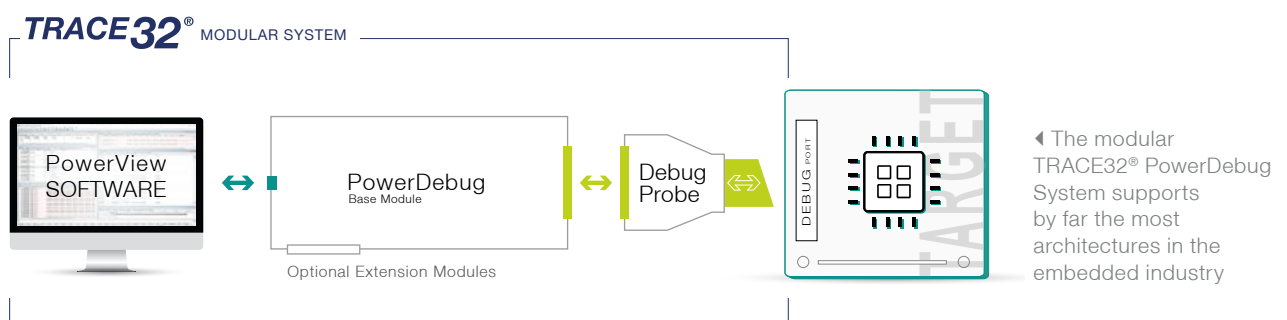 TRACE32® MODULAR SYSTEM
PowerView
SOFTWARE
PowerDebug
Base Module
Optional Extension Modules
Debug
Probe
DEBUG PORT
TARGET
The modular
TRACE32® PowerDebug
System supports
by far the most
architectures in the
embedded industry